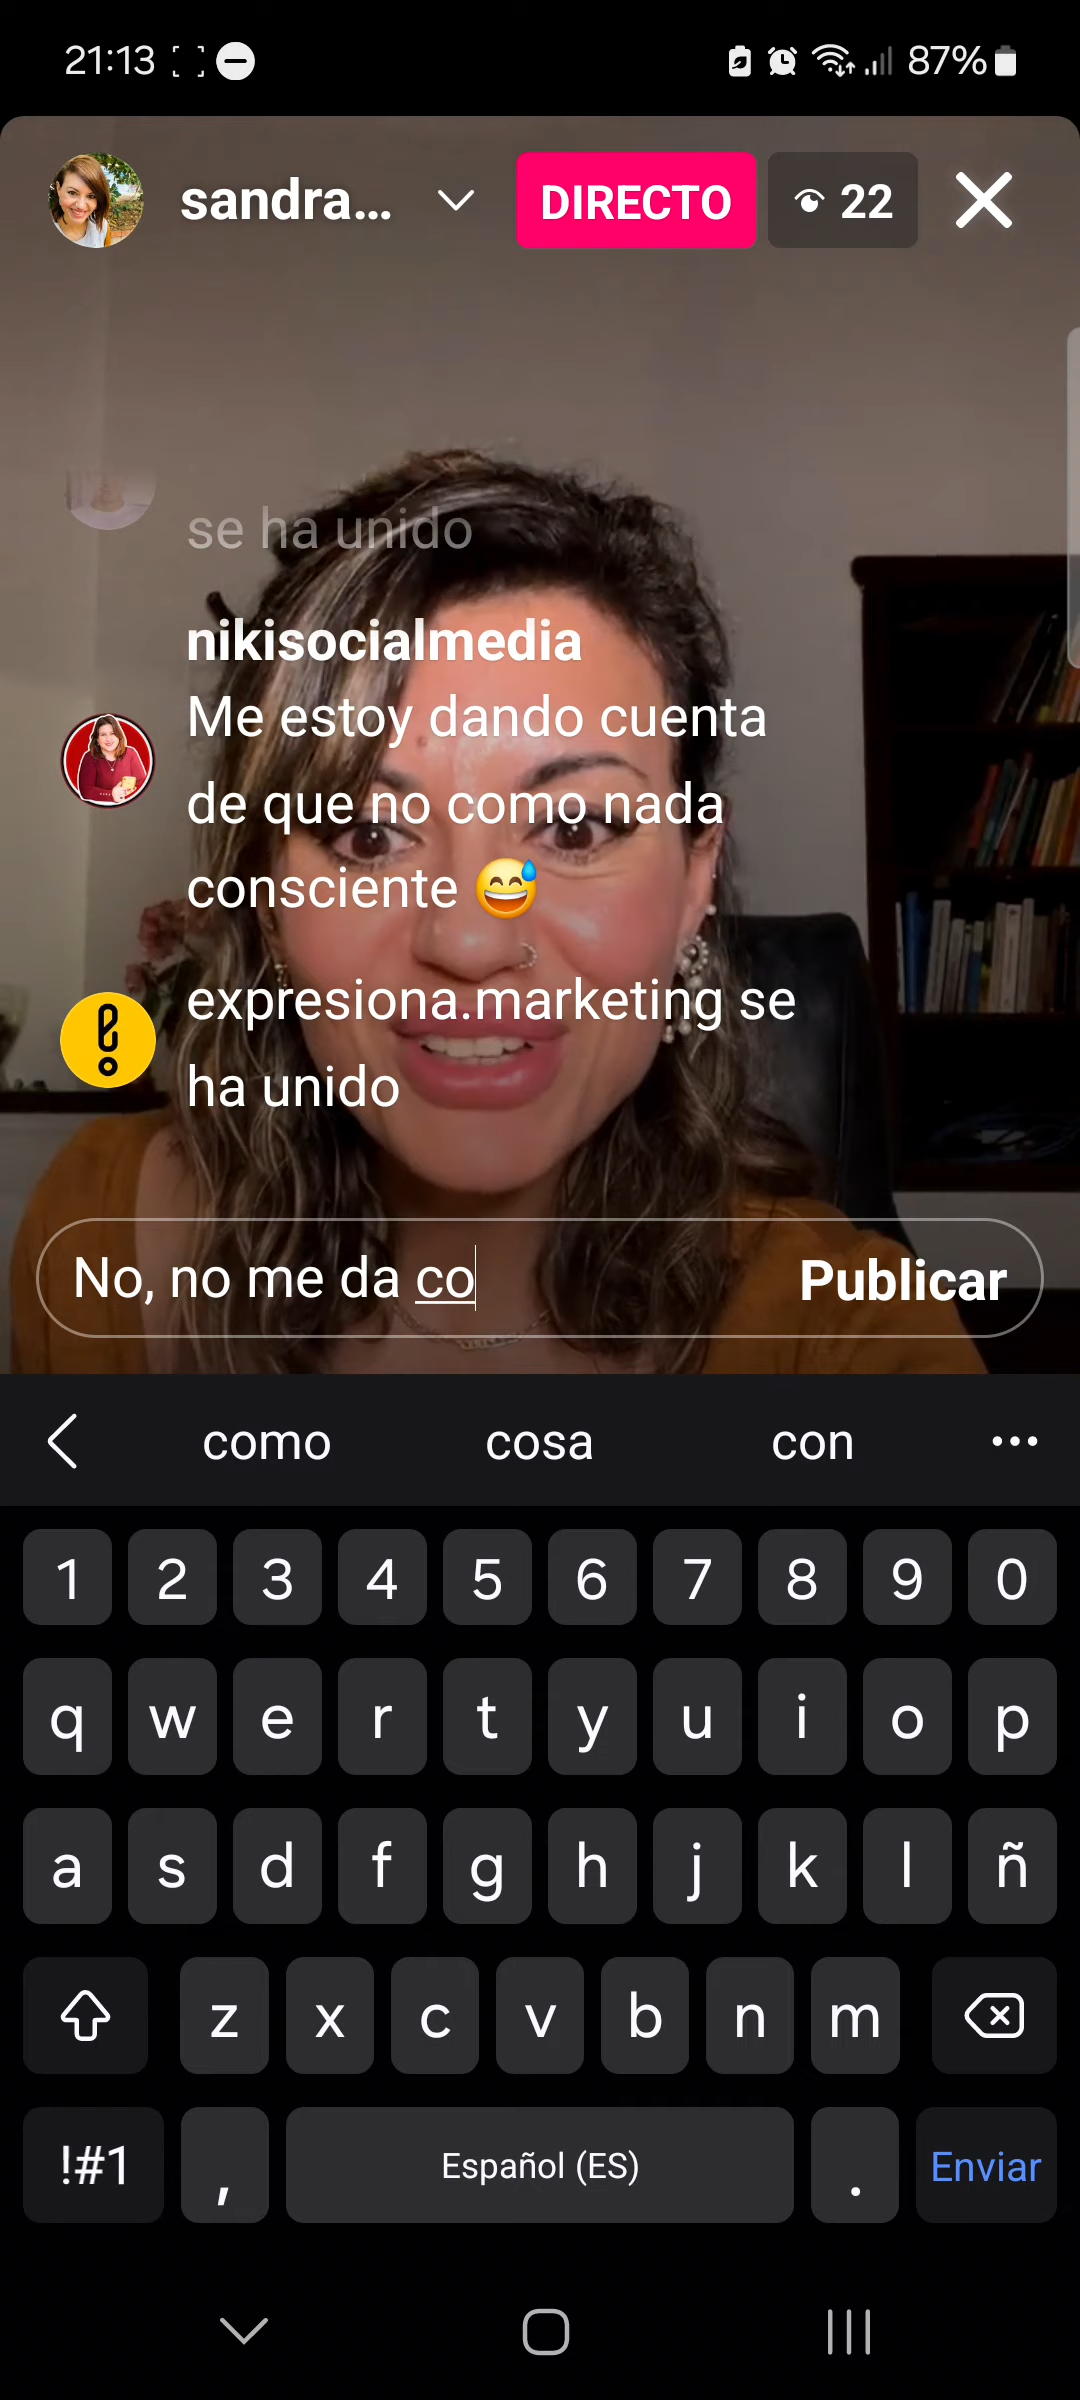 21:13
87%
sandra...
DIRECTO
22
se ha unido
nikisocialmedia
Me estoy dando cuenta
de que no como nada
consciente 😅
expresiona.marketing se
ha unido
No, no me da co
Publicar
como cosa con ...
1 2 3 4 5 6 7 8 9 0
q w e r t y u i o p
a s d f g h j k l ñ
z x c v b n m
!#1 , Español (ES) . Enviar